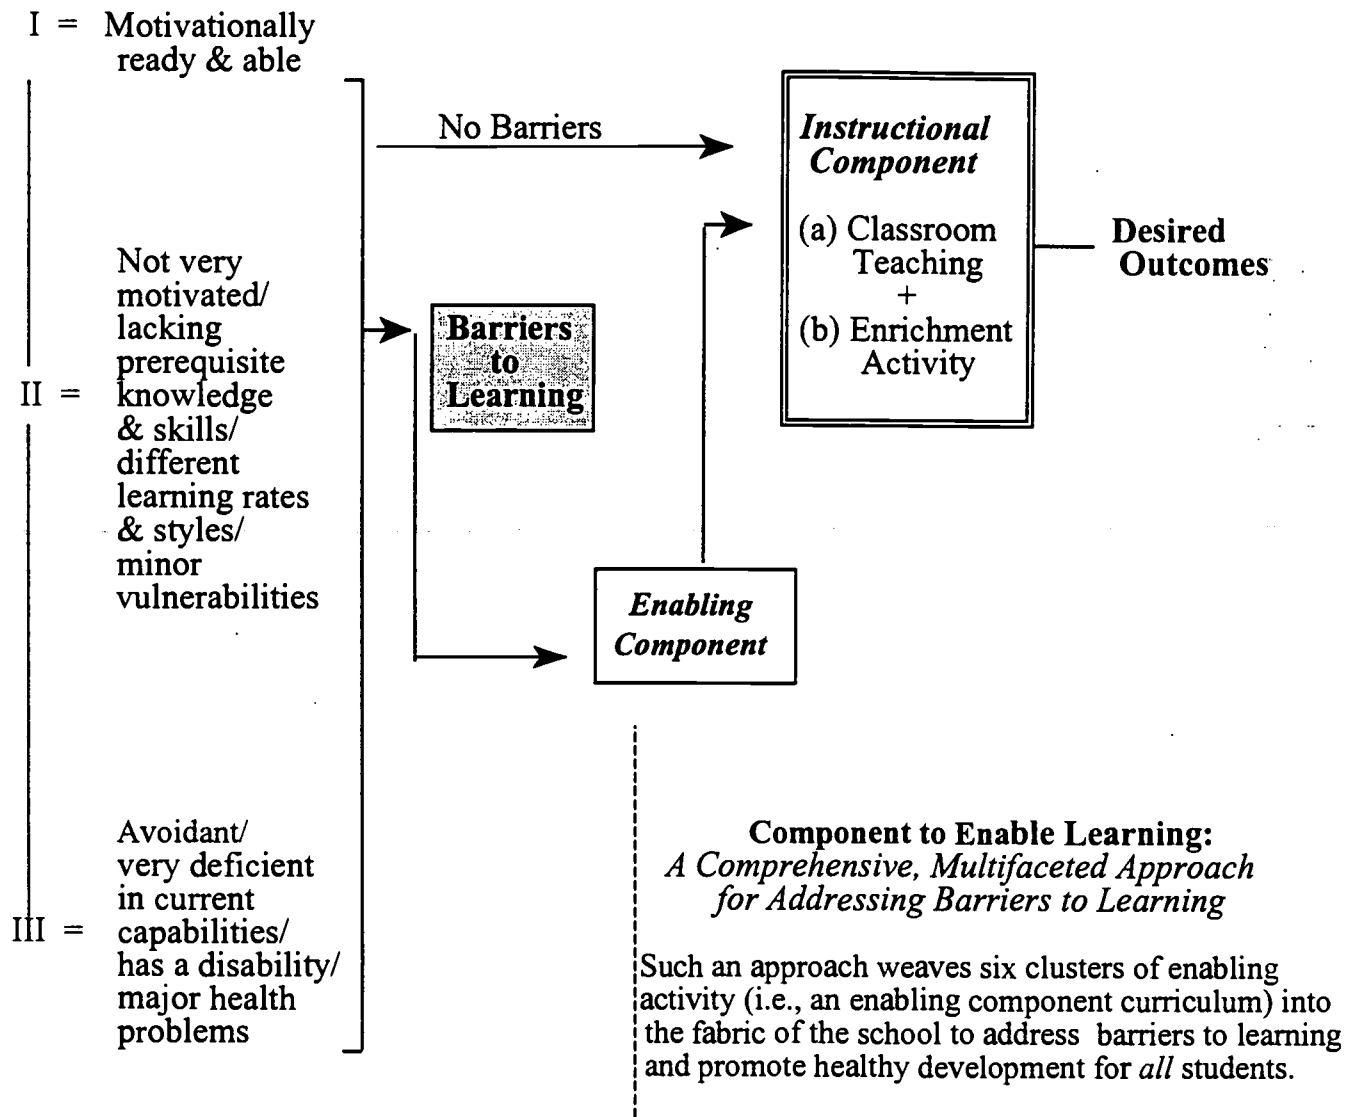 I = Motivationally
ready & able
No Barriers
Instructional
Component
(a) Classroom
Teaching
+
(b) Enrichment
Activity
Desired
Outcomes
Not very
motivated/
lacking
prerequisite
II = knowledge
& skills/
different
learning rates
& styles/
minor
vulnerabilities
Barriers
to
Learning
Enabling
Component
Avoidant/
very deficient
in current
III = capabilities/
has a disability/
major health
problems
Component to Enable Learning:
A Comprehensive, Multifaceted Approach
for Addressing Barriers to Learning
Such an approach weaves six clusters of enabling
activity (i.e., an enabling component curriculum) into
the fabric of the school to address barriers to learning
and promote healthy development for all students.